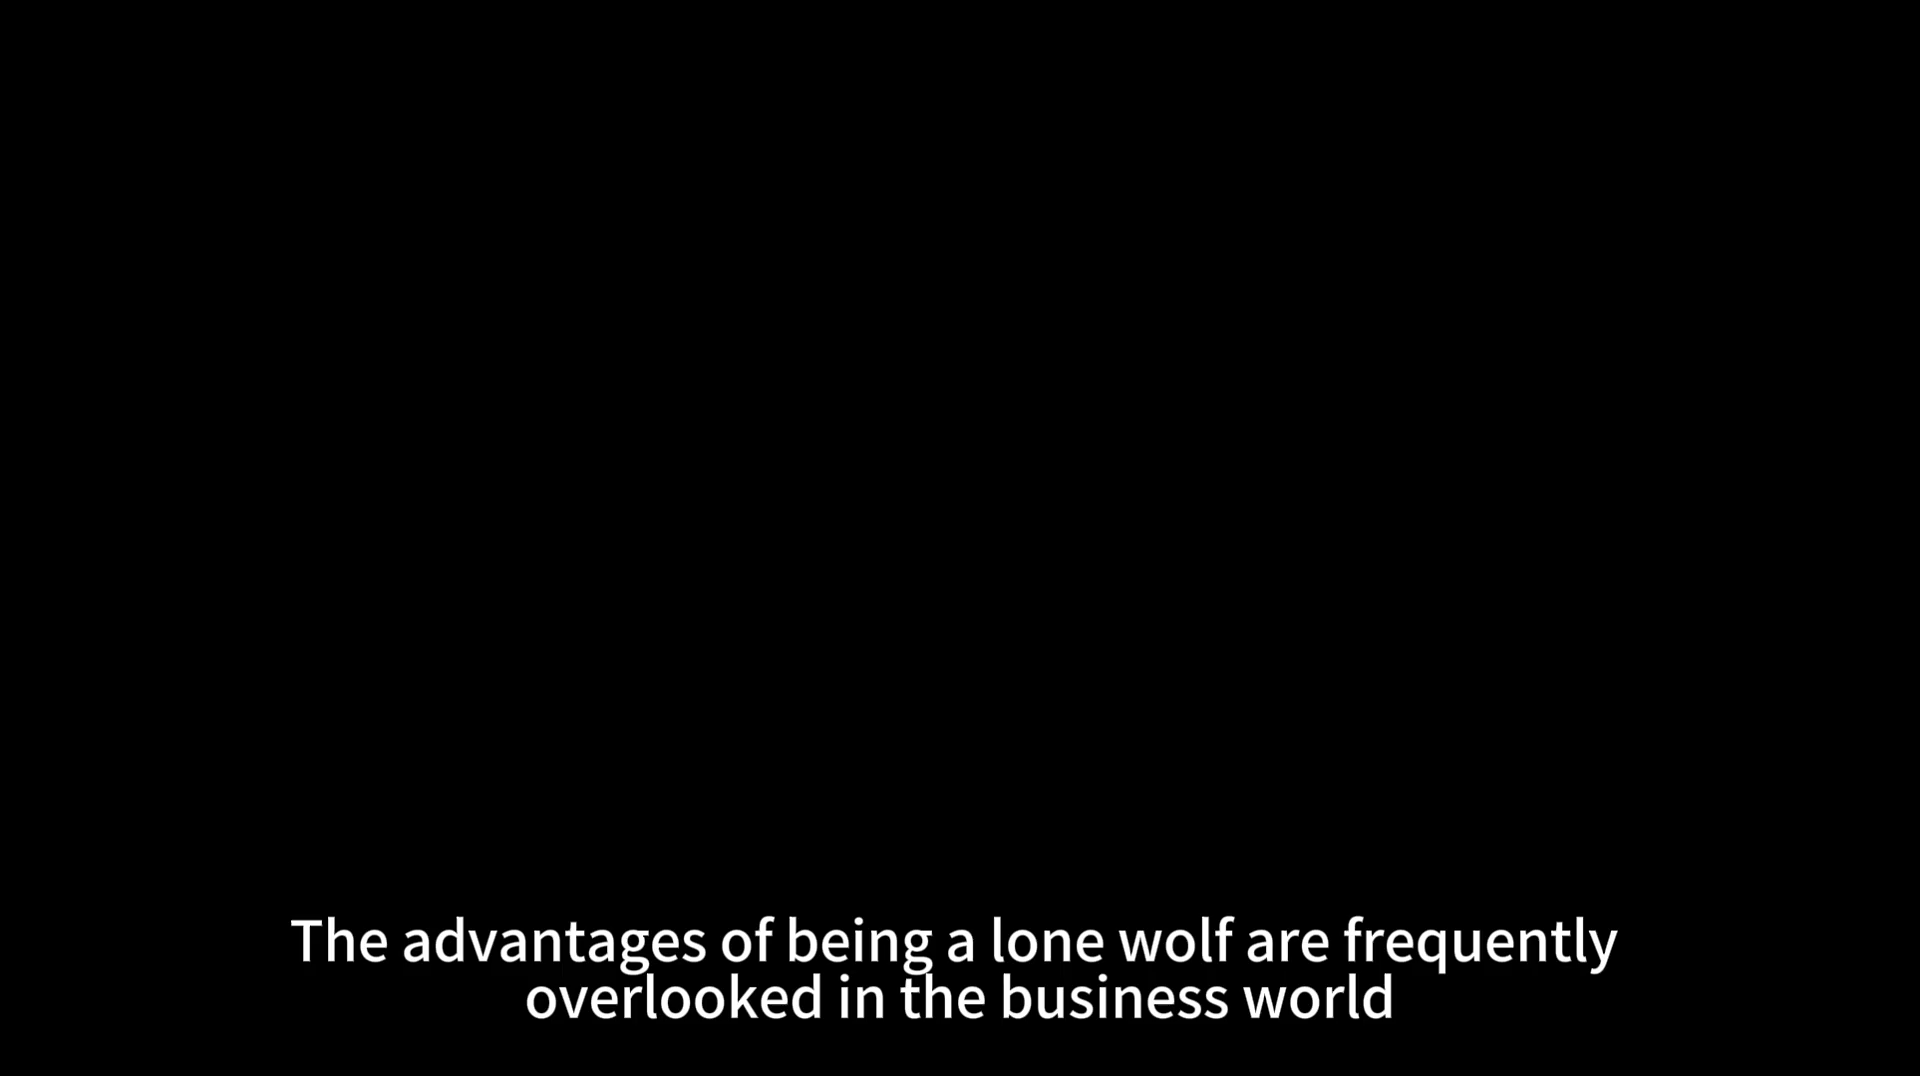 The advantages of being a lone wolf are frequently
overlooked in the business world